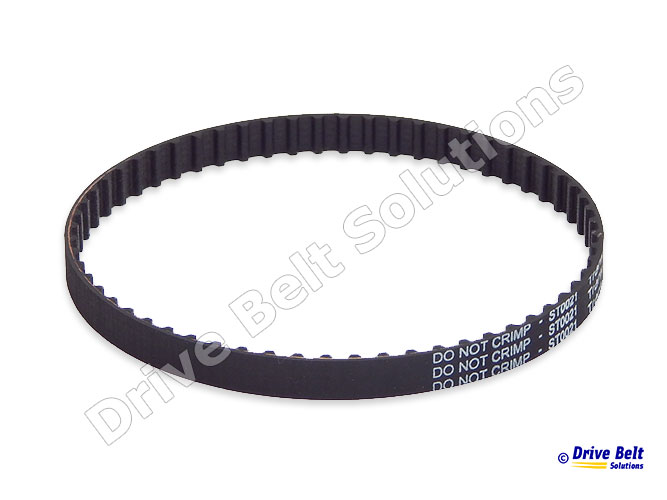 Drive Belt Solutions
DO NOT CRIMP - ST0021
DO NOT CRIMP - ST0021
DO NOT CRIMP - ST0021
© Drive Belt
Solutions